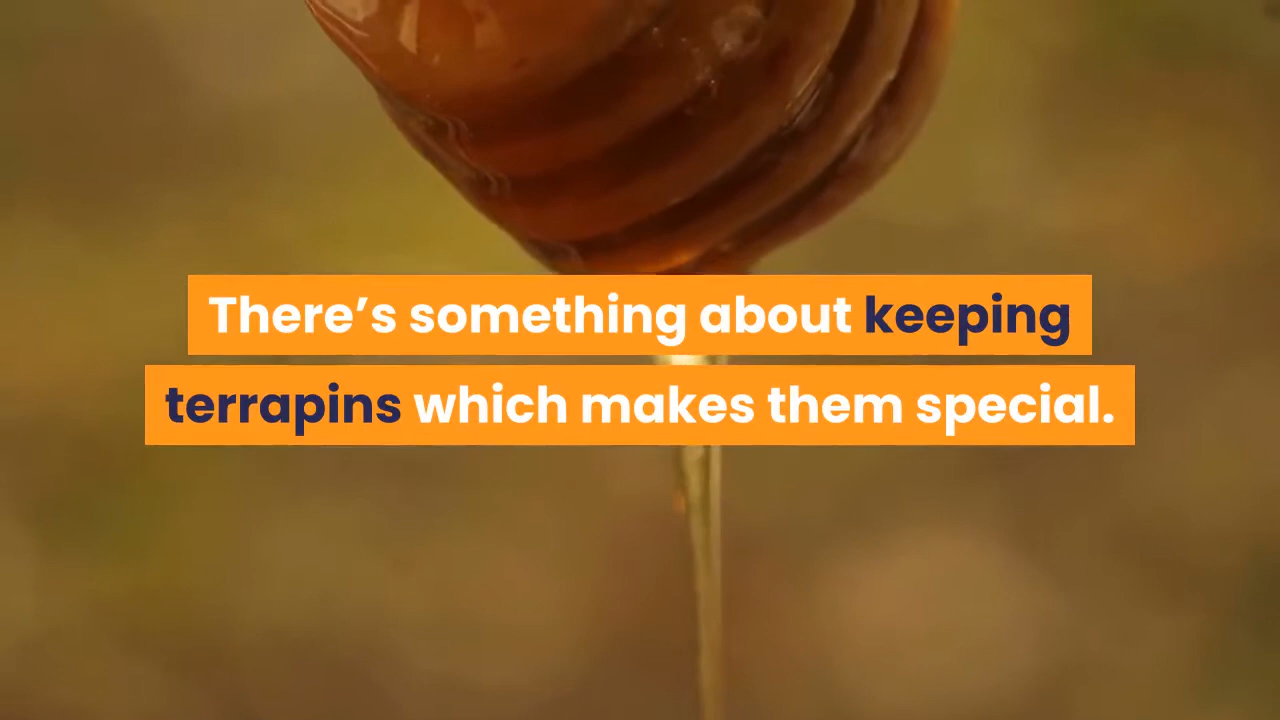 There’s something about keeping
terrapins which makes them special.